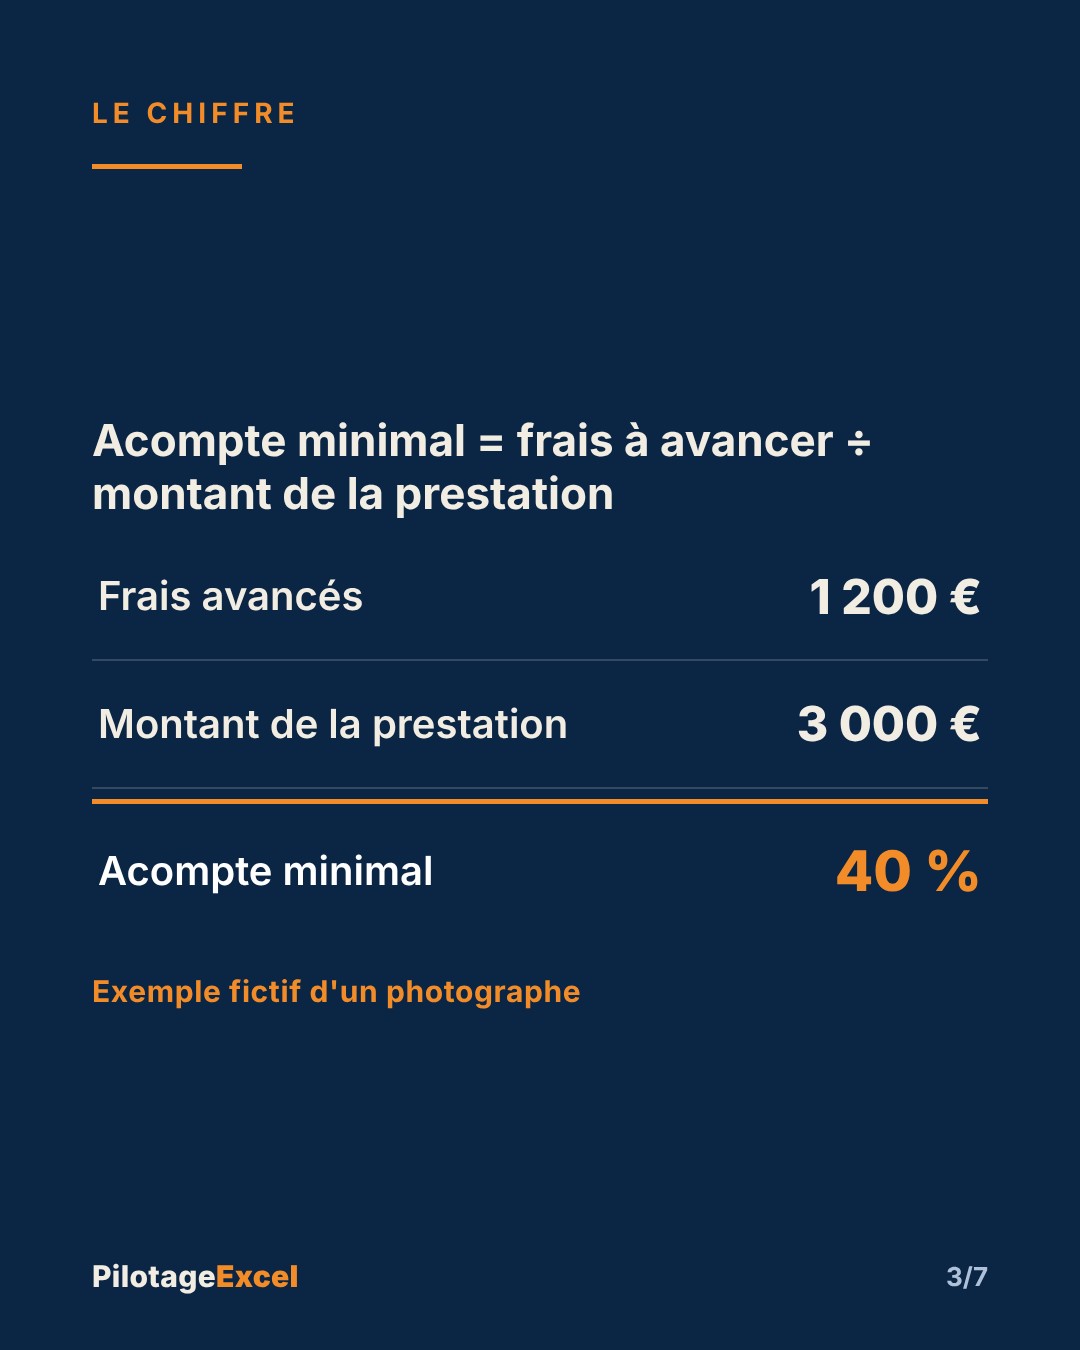 LE CHIFFRE
Acompte minimal = frais à avancer ÷
montant de la prestation
Frais avancés 1 200 €
Montant de la prestation 3 000 €
Acompte minimal 40 %
Exemple fictif d'un photographe
PilotageExcel 3/7